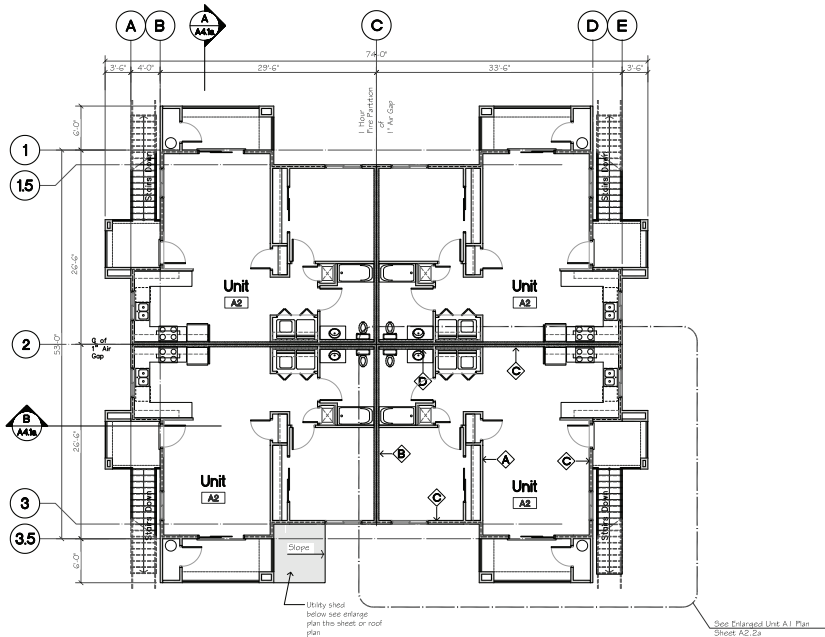 A
A4.1a
A
B
C
D
E
74'-0"
3'-6"
4'-0"
29'-6"
33'-6"
3'-6"
1 Hour
Fire Partition
of
1" Air Gap
6'-0"
1
1.5
Stairs Down
Stairs Down
26'-6"
Unit
A2
Unit
A2
2
53'-0"
of
1" Air
Gap
D
C
B
A4.1a
26'-6"
B
A
C
C
Unit
A2
Unit
A2
3
3.5
Stairs Down
Stairs Down
6'-0"
Slope
Utility shed
below see enlarge
plan ths sheet or roof
plan
See Enlarged Unit A.1 Plan
Sheet A2.2a